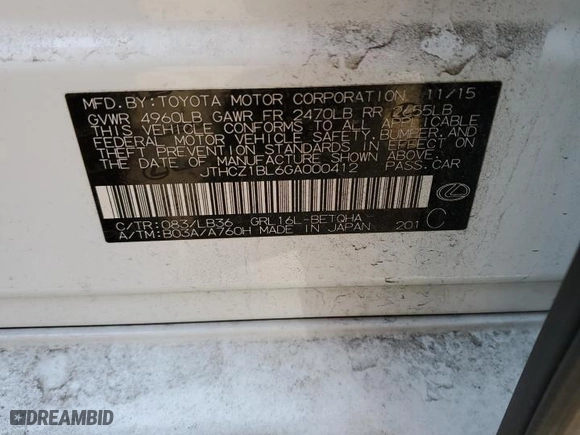 MFD. BY: TOYOTA MOTOR CORPORATION 11/15
GVWR 4960LB GAWR FR 2470LB RR 2655LB
THIS VEHICLE CONFORMS TO ALL APPLICABLE
FEDERAL MOTOR VEHICLE SAFETY, BUMPER, AND
THEFT PREVENTION STANDARDS IN EFFECT ON
THE DATE OF MANUFACTURE SHOWN ABOVE.
JTHCZ1BL6GA000412 PASS. CAR
C/TR: 083/LB36 GRL16L-BETQHA
A/TM: B03A/A760H MADE IN JAPAN 201 C
DREAMBID